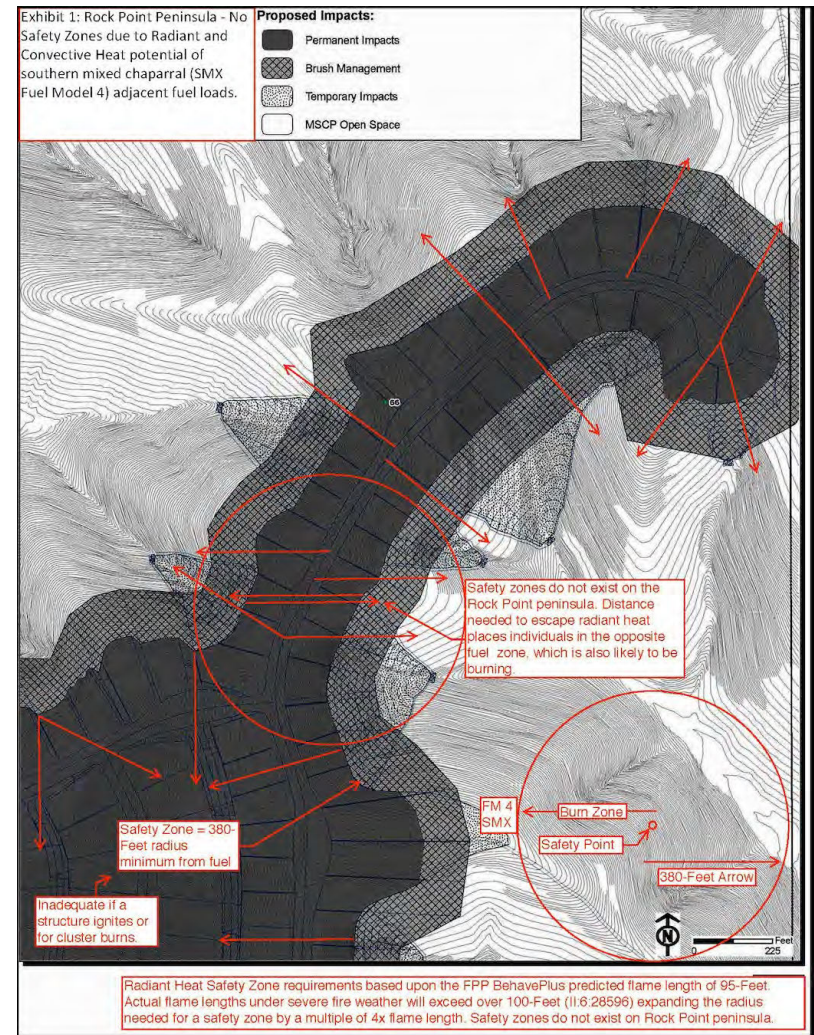 Exhibit 1: Rock Point Peninsula - No
Safety Zones due to Radiant and
Convective Heat potential of
southern mixed chaparral (SMX
Fuel Model 4) adjacent fuel loads.
Proposed Impacts:
Permanent Impacts
Brush Management
Temporary Impacts
MSCP Open Space
66
Safety zones do not exist on the
Rock Point peninsula. Distance
needed to escape radiant heat
places individuals in the opposite
fuel zone, which is also likely to be
burning.
FM 4
SMX
Burn Zone
Safety Point
380-Feet Arrow
Safety Zone = 380-
Feet radius
minimum from fuel
Inadequate if a
structure ignites or
for cluster burns.
N
Feet
0 225
Radiant Heat Safety Zone requirements based upon the FPP BehavePlus predicted flame length of 95-Feet.
Actual flame lengths under severe fire weather will exceed over 100-Feet (II:6:28596) expanding the radius
needed for a safety zone by a multiple of 4x flame length. Safety zones do not exist on Rock Point peninsula.